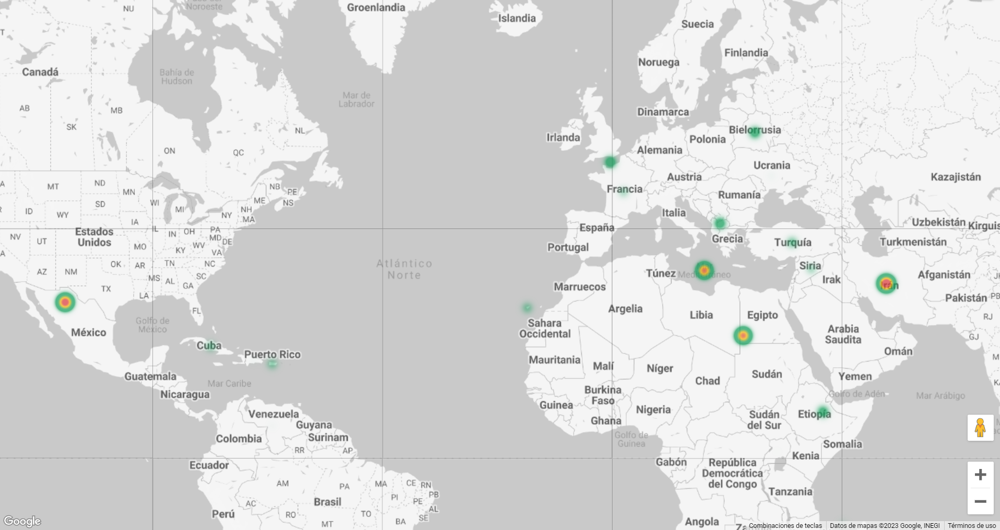 NU
Noroeste
Groenlandia
Islandia
Suecia
Finlandia
Noruega
Canadá
Bahía de
Hudson
Mar de
Labrador
AB
MB
SK
NL
Dinamarca
Bielorrusia
Irlanda
Polonia
Alemania
ON
QC
Ucrania
Austria
Kazajistán
MT
ND
MN
NB
PE
Francia
Rumanía
SD
WI
ME
NS
ID
WY
MI
NY
NH
MA
Italia
IA
Estados
Unidos
IL
IN
OH
PA
MD
DE
España
Uzbekistán
Kirguis
NV
UT
MO
KY
WV
VA
Portugal
Grecia
Turquía
Turkmenistán
OK
AR
TN
NC
Atlántico
Norte
AZ
NM
MS
AL
SC
GA
TX
LA
Túnez
Siria
Irak
Irán
Afganistán
Marruecos
Pakistán
PB
FL
Golfo de
México
Argelia
Libia
Egipto
RJ
México
Sahara
Occidental
Arabia
Saudita
GJ
Cuba
Puerto Rico
Omán
Mauritania
Malí
Níger
Guatemala
Mar Caribe
Chad
Sudán
Yemen
Nicaragua
Burkina
Faso
Golfo de Adén
Mar Arábigo
Guinea
Nigeria
Venezuela
Ghana
Sudán
del Sur
Etiopía
Guyana
Surinam
Colombia
Golfo de
Guinea
Somalia
RR
AP
Kenia
Ecuador
Gabón
República
Democrática
del Congo
AM
PA
MA
CE
RN
PI
PB
PE
Tanzania
AC
Brasil
AL
Perú
RO
TO
SE
MT
BA
Angola
Google
Combinaciones de teclas
Datos de mapas ©2023 Google, INEGI
Términos de uso